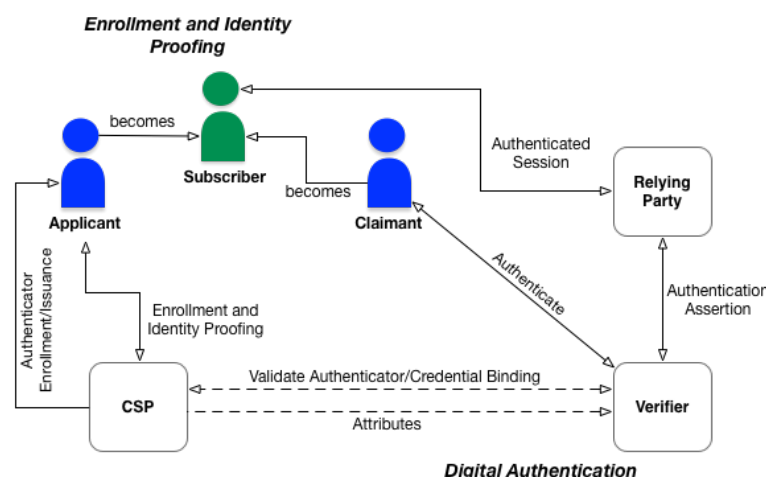 Enrollment and Identity
Proofing
becomes
Subscriber
Applicant
becomes
Claimant
Authenticated
Session
Relying
Party
Authenticator
Enrollment/Issuance
Enrollment and
Identity Proofing
Authenticate
Authentication
Assertion
CSP
Validate Authenticator/Credential Binding
Attributes
Verifier
Digital Authentication